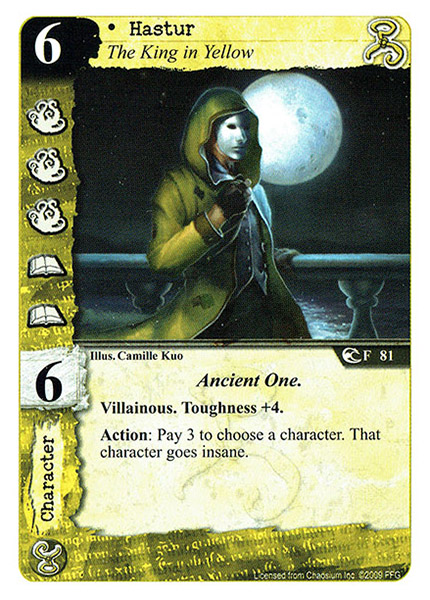 6
• Hastur
The King in Yellow
Illus. Camille Kuo
F 81
6
Ancient One.
Villainous. Toughness +4.
Action: Pay 3 to choose a character. That
character goes insane.
Character
Licensed from Chaosium Inc. ©2009 FFG